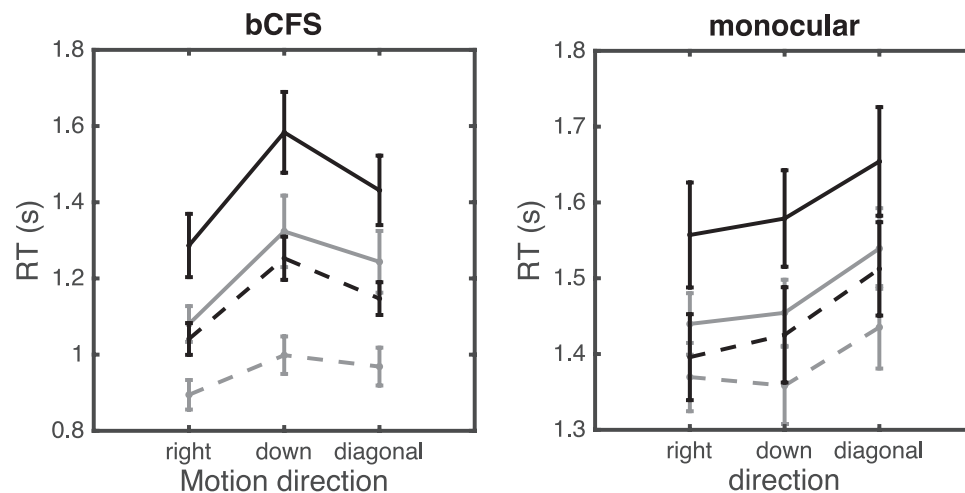 bCFS
1.8
1.6
1.4
1.2
1
0.8
RT (s)
right down diagonal
Motion direction
monocular
1.8
1.7
1.6
1.5
1.4
1.3
RT (s)
right down diagonal
direction